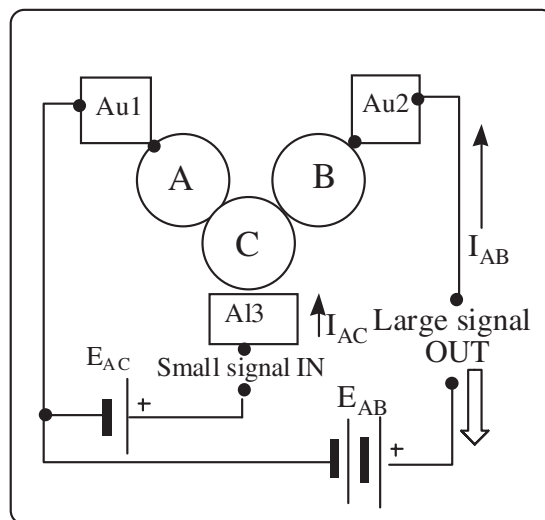 Au1
Au2
A
B
C
I_AB
Al3
I_AC
Large signal
OUT
E_AC
Small signal IN
E_AB
+
+